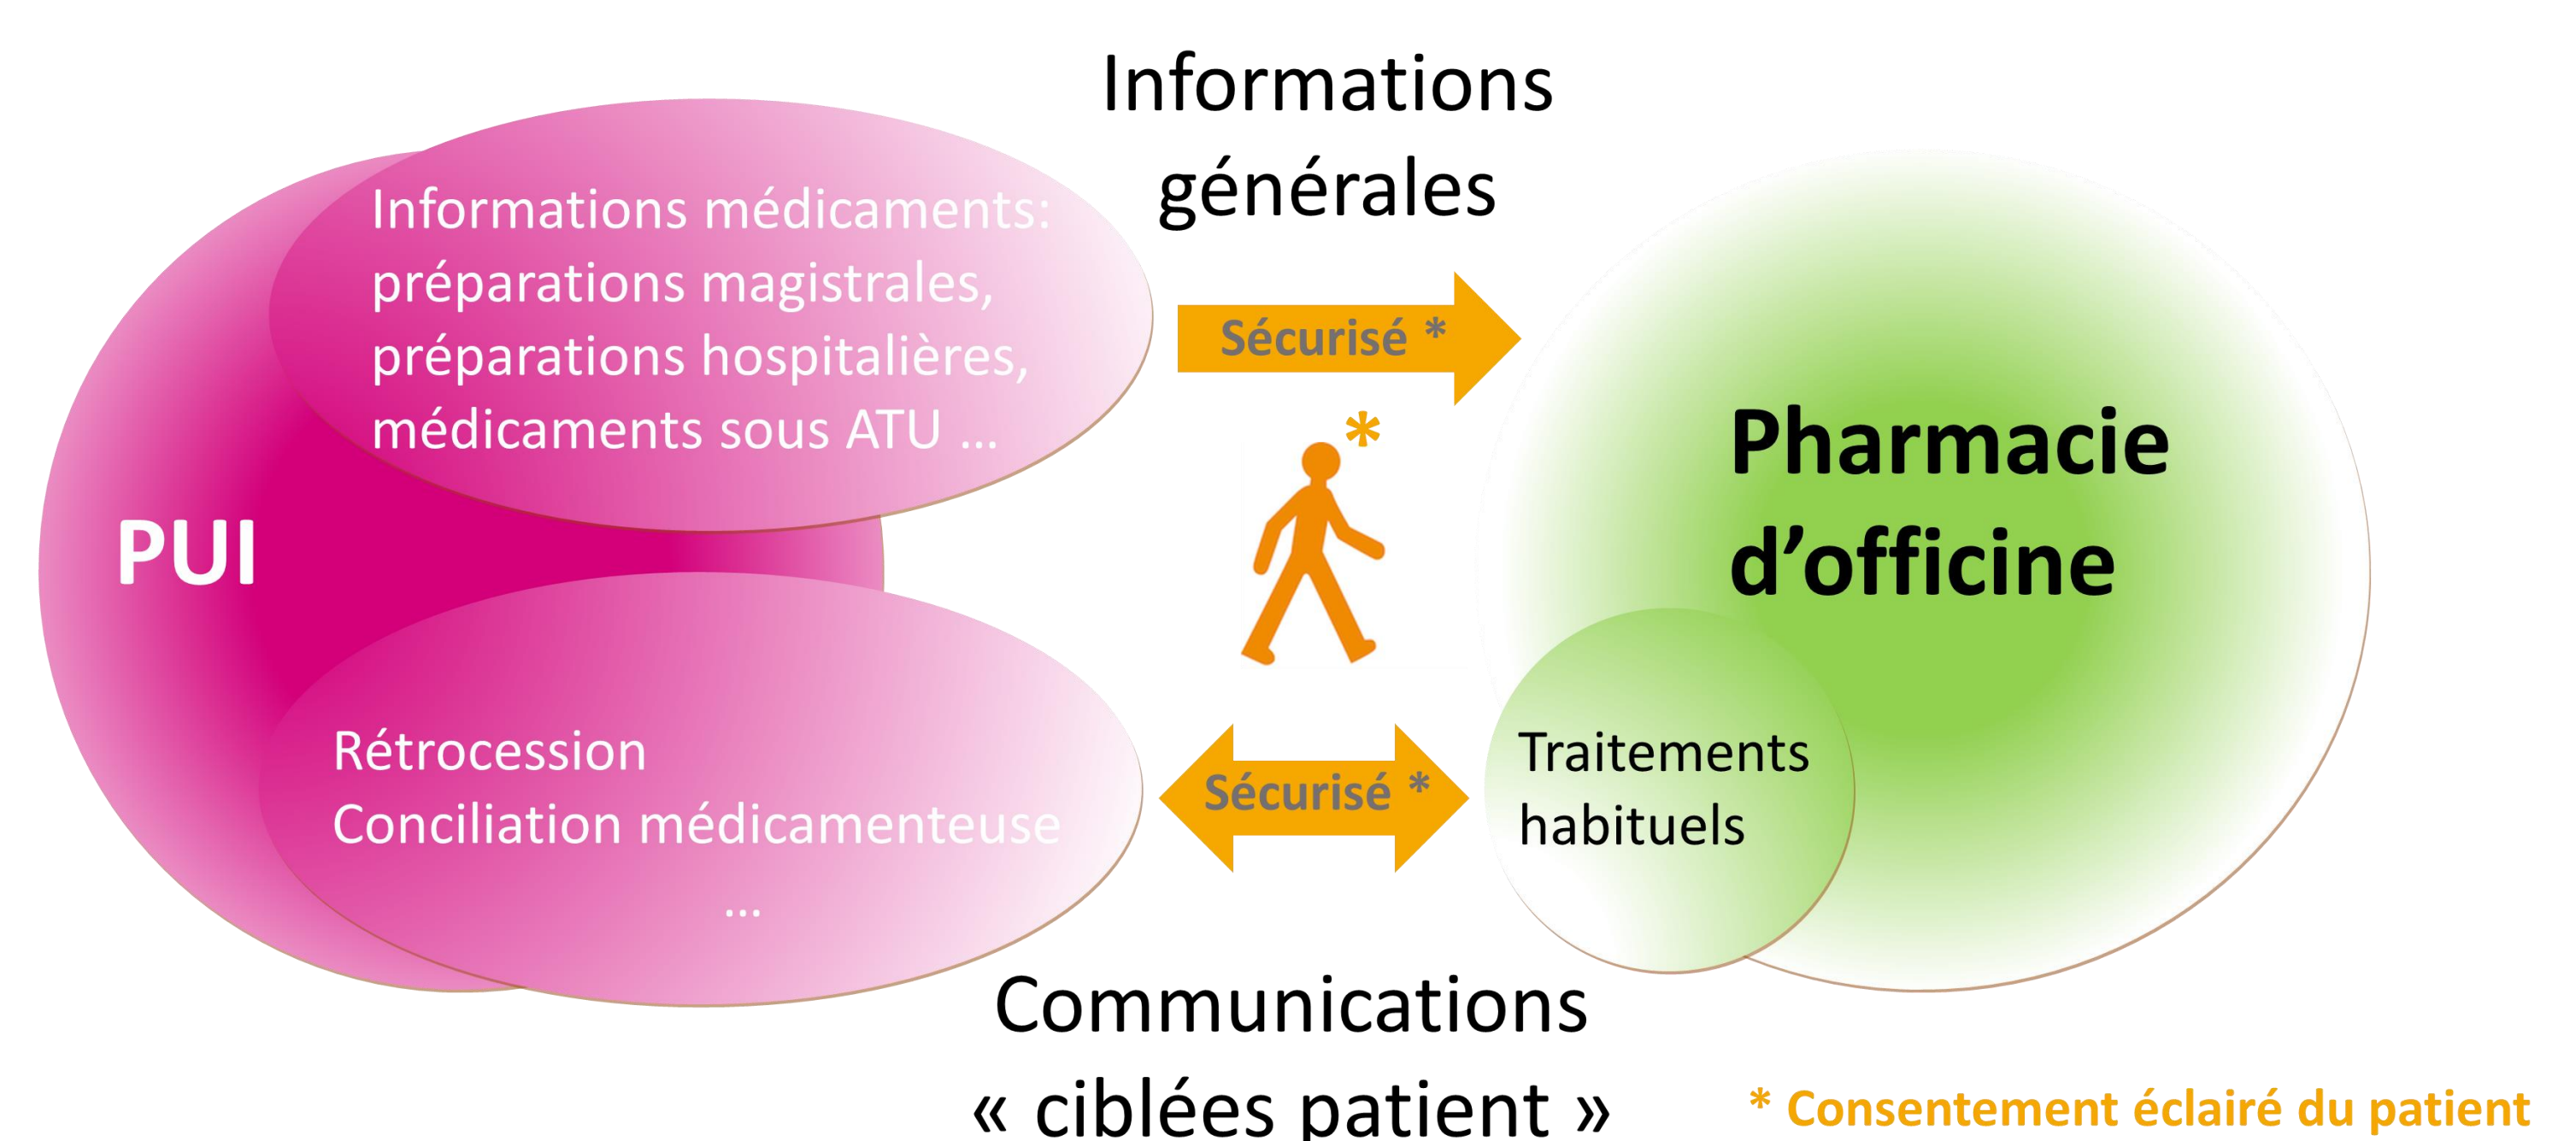 Informations
générales
Informations médicaments:
préparations magistrales,
préparations hospitalières,
médicaments sous ATU ...
Sécurisé *
*
PUI
Pharmacie
d’officine
Rétrocession
Conciliation médicamenteuse
...
Sécurisé *
Traitements
habituels
Communications
« ciblées patient »
* Consentement éclairé du patient